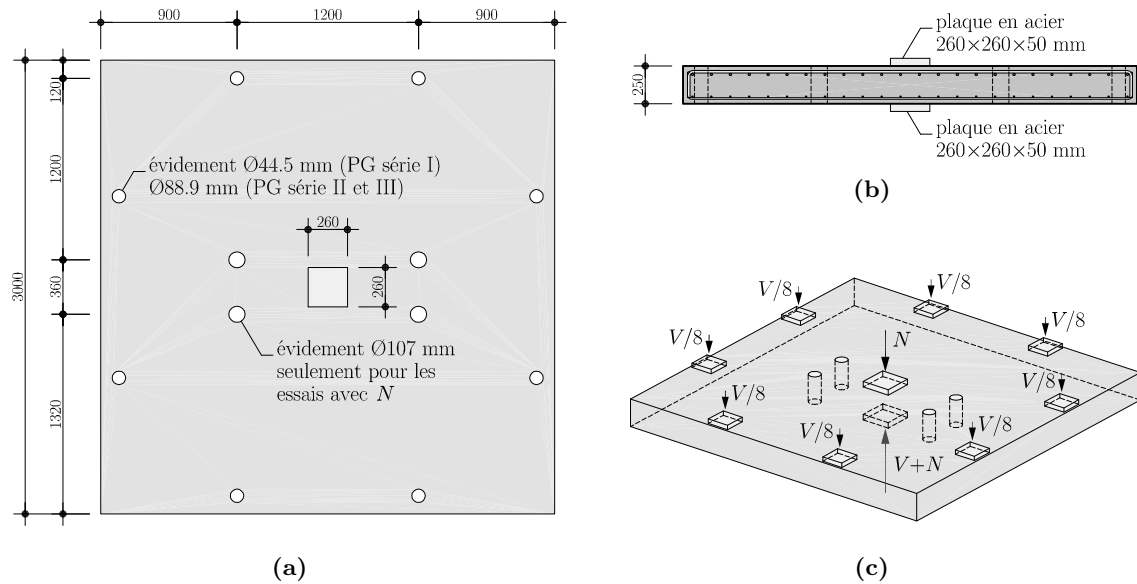 900
1200
900
120
1200
3000
360
1320
évidement Ø44.5 mm (PG série I)
Ø88.9 mm (PG série II et III)
260
260
évidement Ø107 mm
seulement pour les
essais avec N
(a)
plaque en acier
260×260×50 mm
250
plaque en acier
260×260×50 mm
(b)
V/8
V/8
V/8
V/8
N
V/8
V/8
V/8
V/8
V+N
(c)